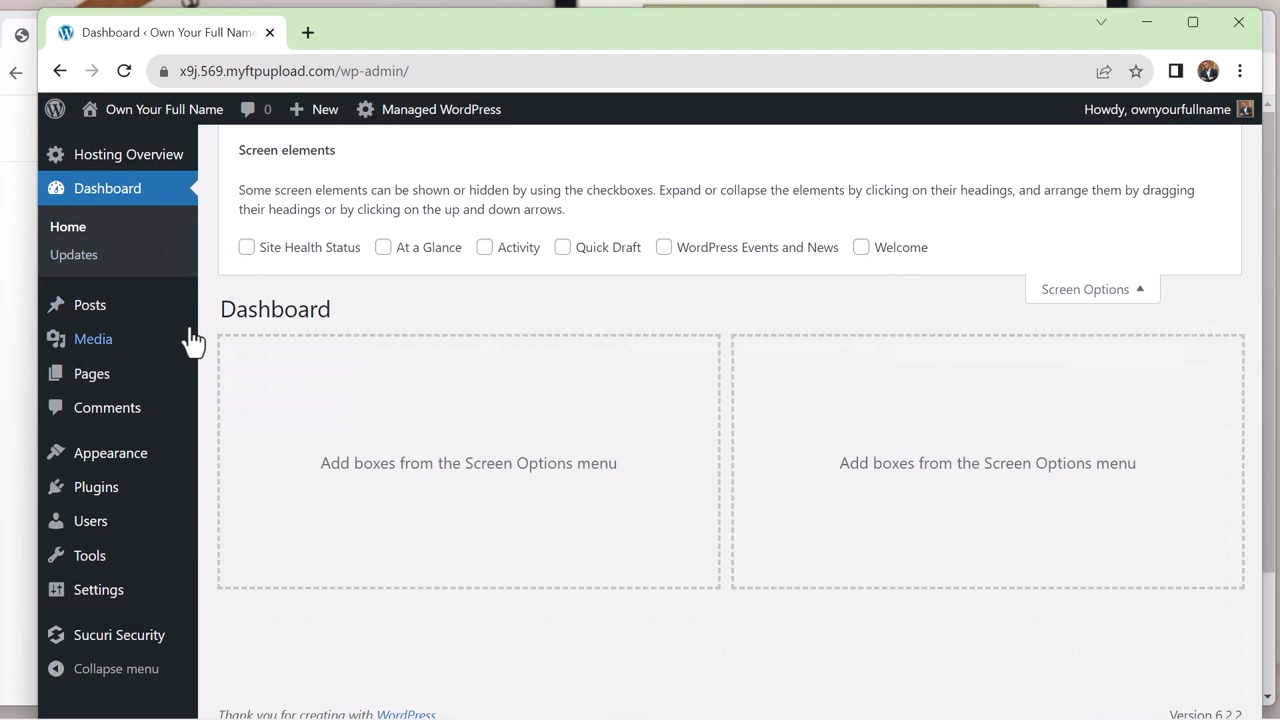 Dashboard ‹ Own Your Full Name
x9j.569.myftpupload.com/wp-admin/
Own Your Full Name
0
New
Managed WordPress
Howdy, ownyourfullname
Hosting Overview
Dashboard
Home
Updates
Posts
Media
Pages
Comments
Appearance
Plugins
Users
Tools
Settings
Sucuri Security
Collapse menu
Screen elements
Some screen elements can be shown or hidden by using the checkboxes. Expand or collapse the elements by clicking on their headings, and arrange them by dragging
their headings or by clicking on the up and down arrows.
Site Health Status
At a Glance
Activity
Quick Draft
WordPress Events and News
Welcome
Screen Options
Dashboard
Add boxes from the Screen Options menu
Add boxes from the Screen Options menu
Thank you for creating with WordPress
Version 6.2.2